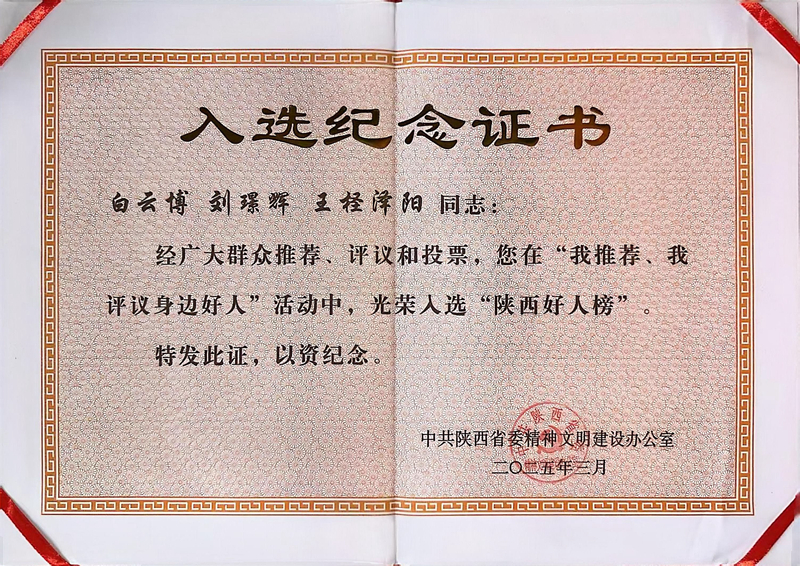 入选纪念证书
白云博 刘璟辉 王柽泽阳 同志：
经广大群众推荐、评议和投票，您在“我推荐、我
评议身边好人”活动中，光荣入选“陕西好人榜”。
特发此证，以资纪念。
中共陕西省委精神文明建设办公室
二〇二五年三月